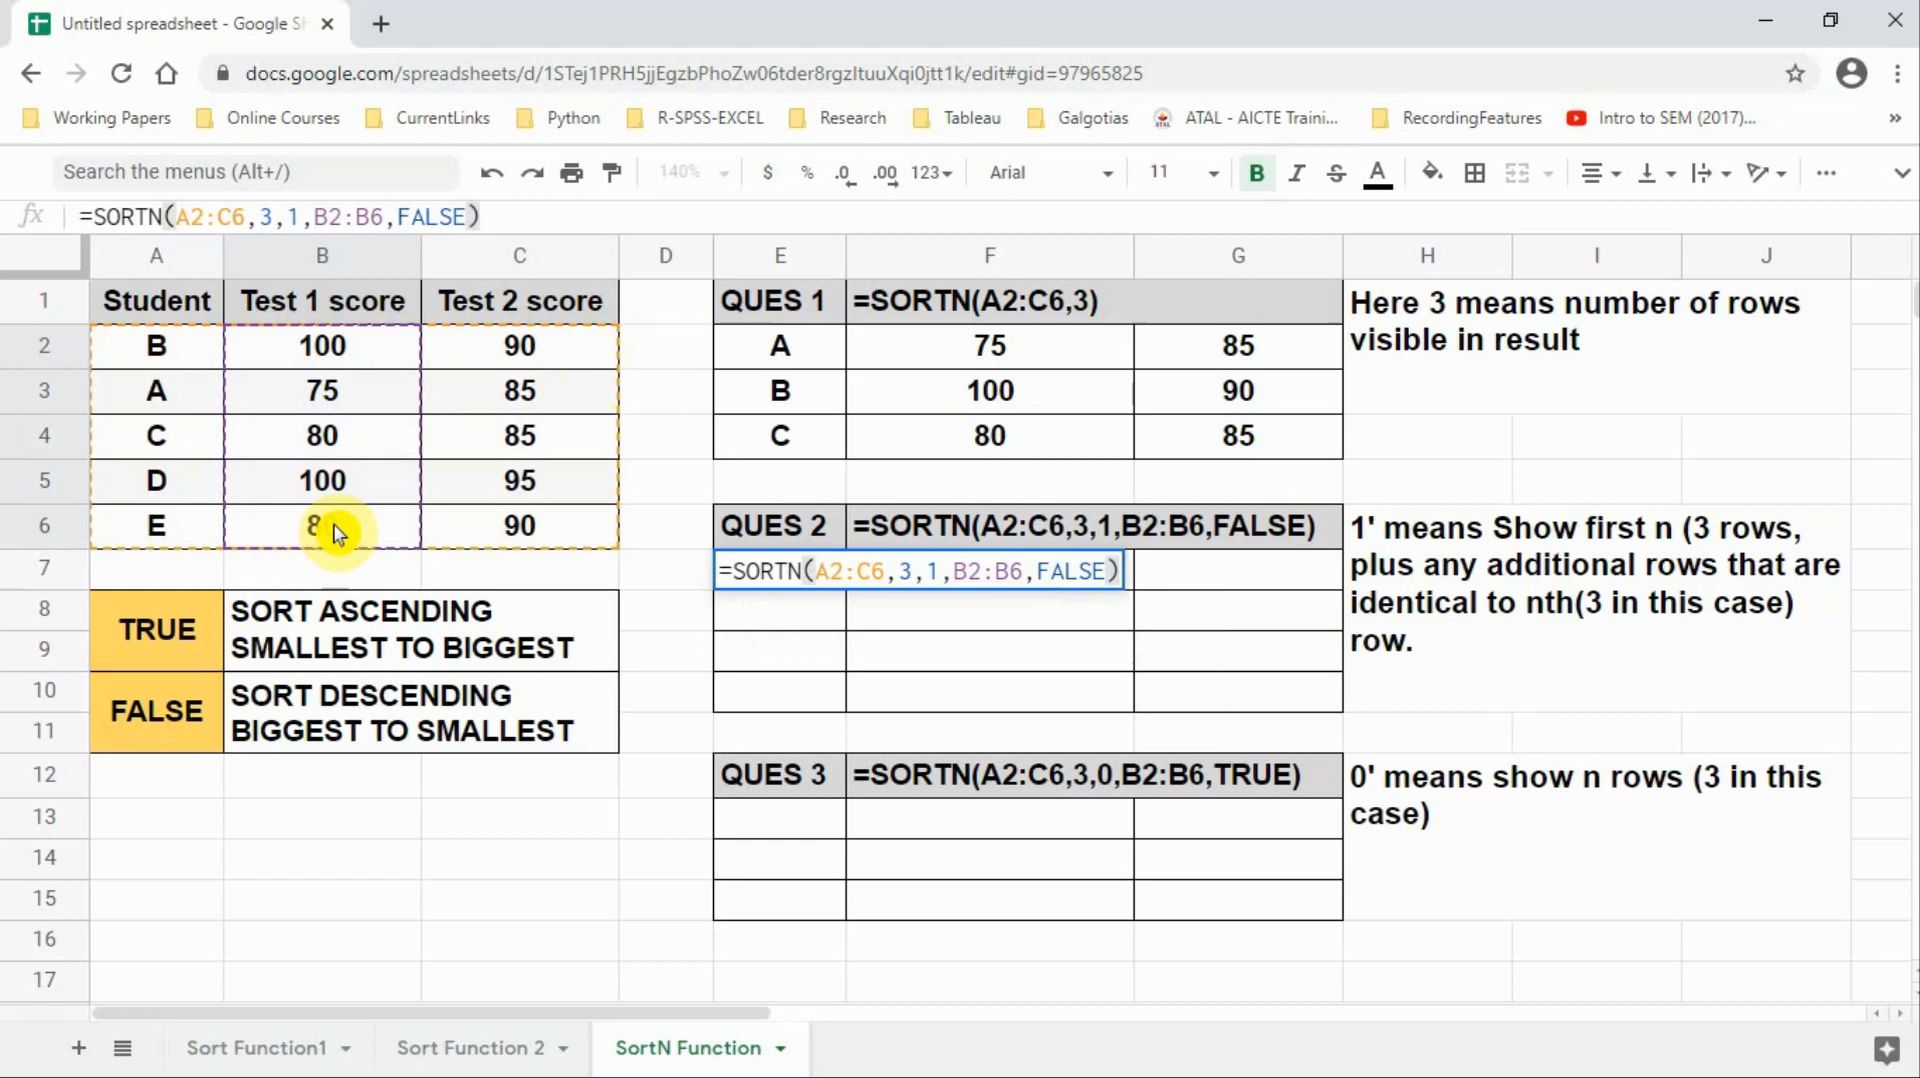 Untitled spreadsheet - Google Sh
docs.google.com/spreadsheets/d/1STej1PRH5jjEgzbPhoZw06tder8rgzItuuXqi0jtt1k/edit#gid=97965825
Working Papers Online Courses CurrentLinks Python R-SPSS-EXCEL Research Tableau Galgotias ATAL - AICTE Traini... RecordingFeatures Intro to SEM (2017)... »
Search the menus (Alt+/) 140% $ % .0 .00 123 Arial 11 B I S A
fx =SORTN(A2:C6,3,1,B2:B6,FALSE)
A B C D E F G H I J
1 Student Test 1 score Test 2 score QUES 1 =SORTN(A2:C6,3) Here 3 means number of rows
visible in result
2 B 100 90 A 75 85
3 A 75 85 B 100 90
4 C 80 85 C 80 85
5 D 100 95
6 E 90 QUES 2 =SORTN(A2:C6,3,1,B2:B6,FALSE) 1' means Show first n (3 rows,
plus any additional rows that are
identical to nth(3 in this case)
row.
7 =SORTN(A2:C6,3,1,B2:B6,FALSE)
8
9
TRUE SORT ASCENDING
SMALLEST TO BIGGEST
10
11
FALSE SORT DESCENDING
BIGGEST TO SMALLEST
12 QUES 3 =SORTN(A2:C6,3,0,B2:B6,TRUE) 0' means show n rows (3 in this
case)
13
14
15
16
17
Sort Function1 Sort Function 2 SortN Function